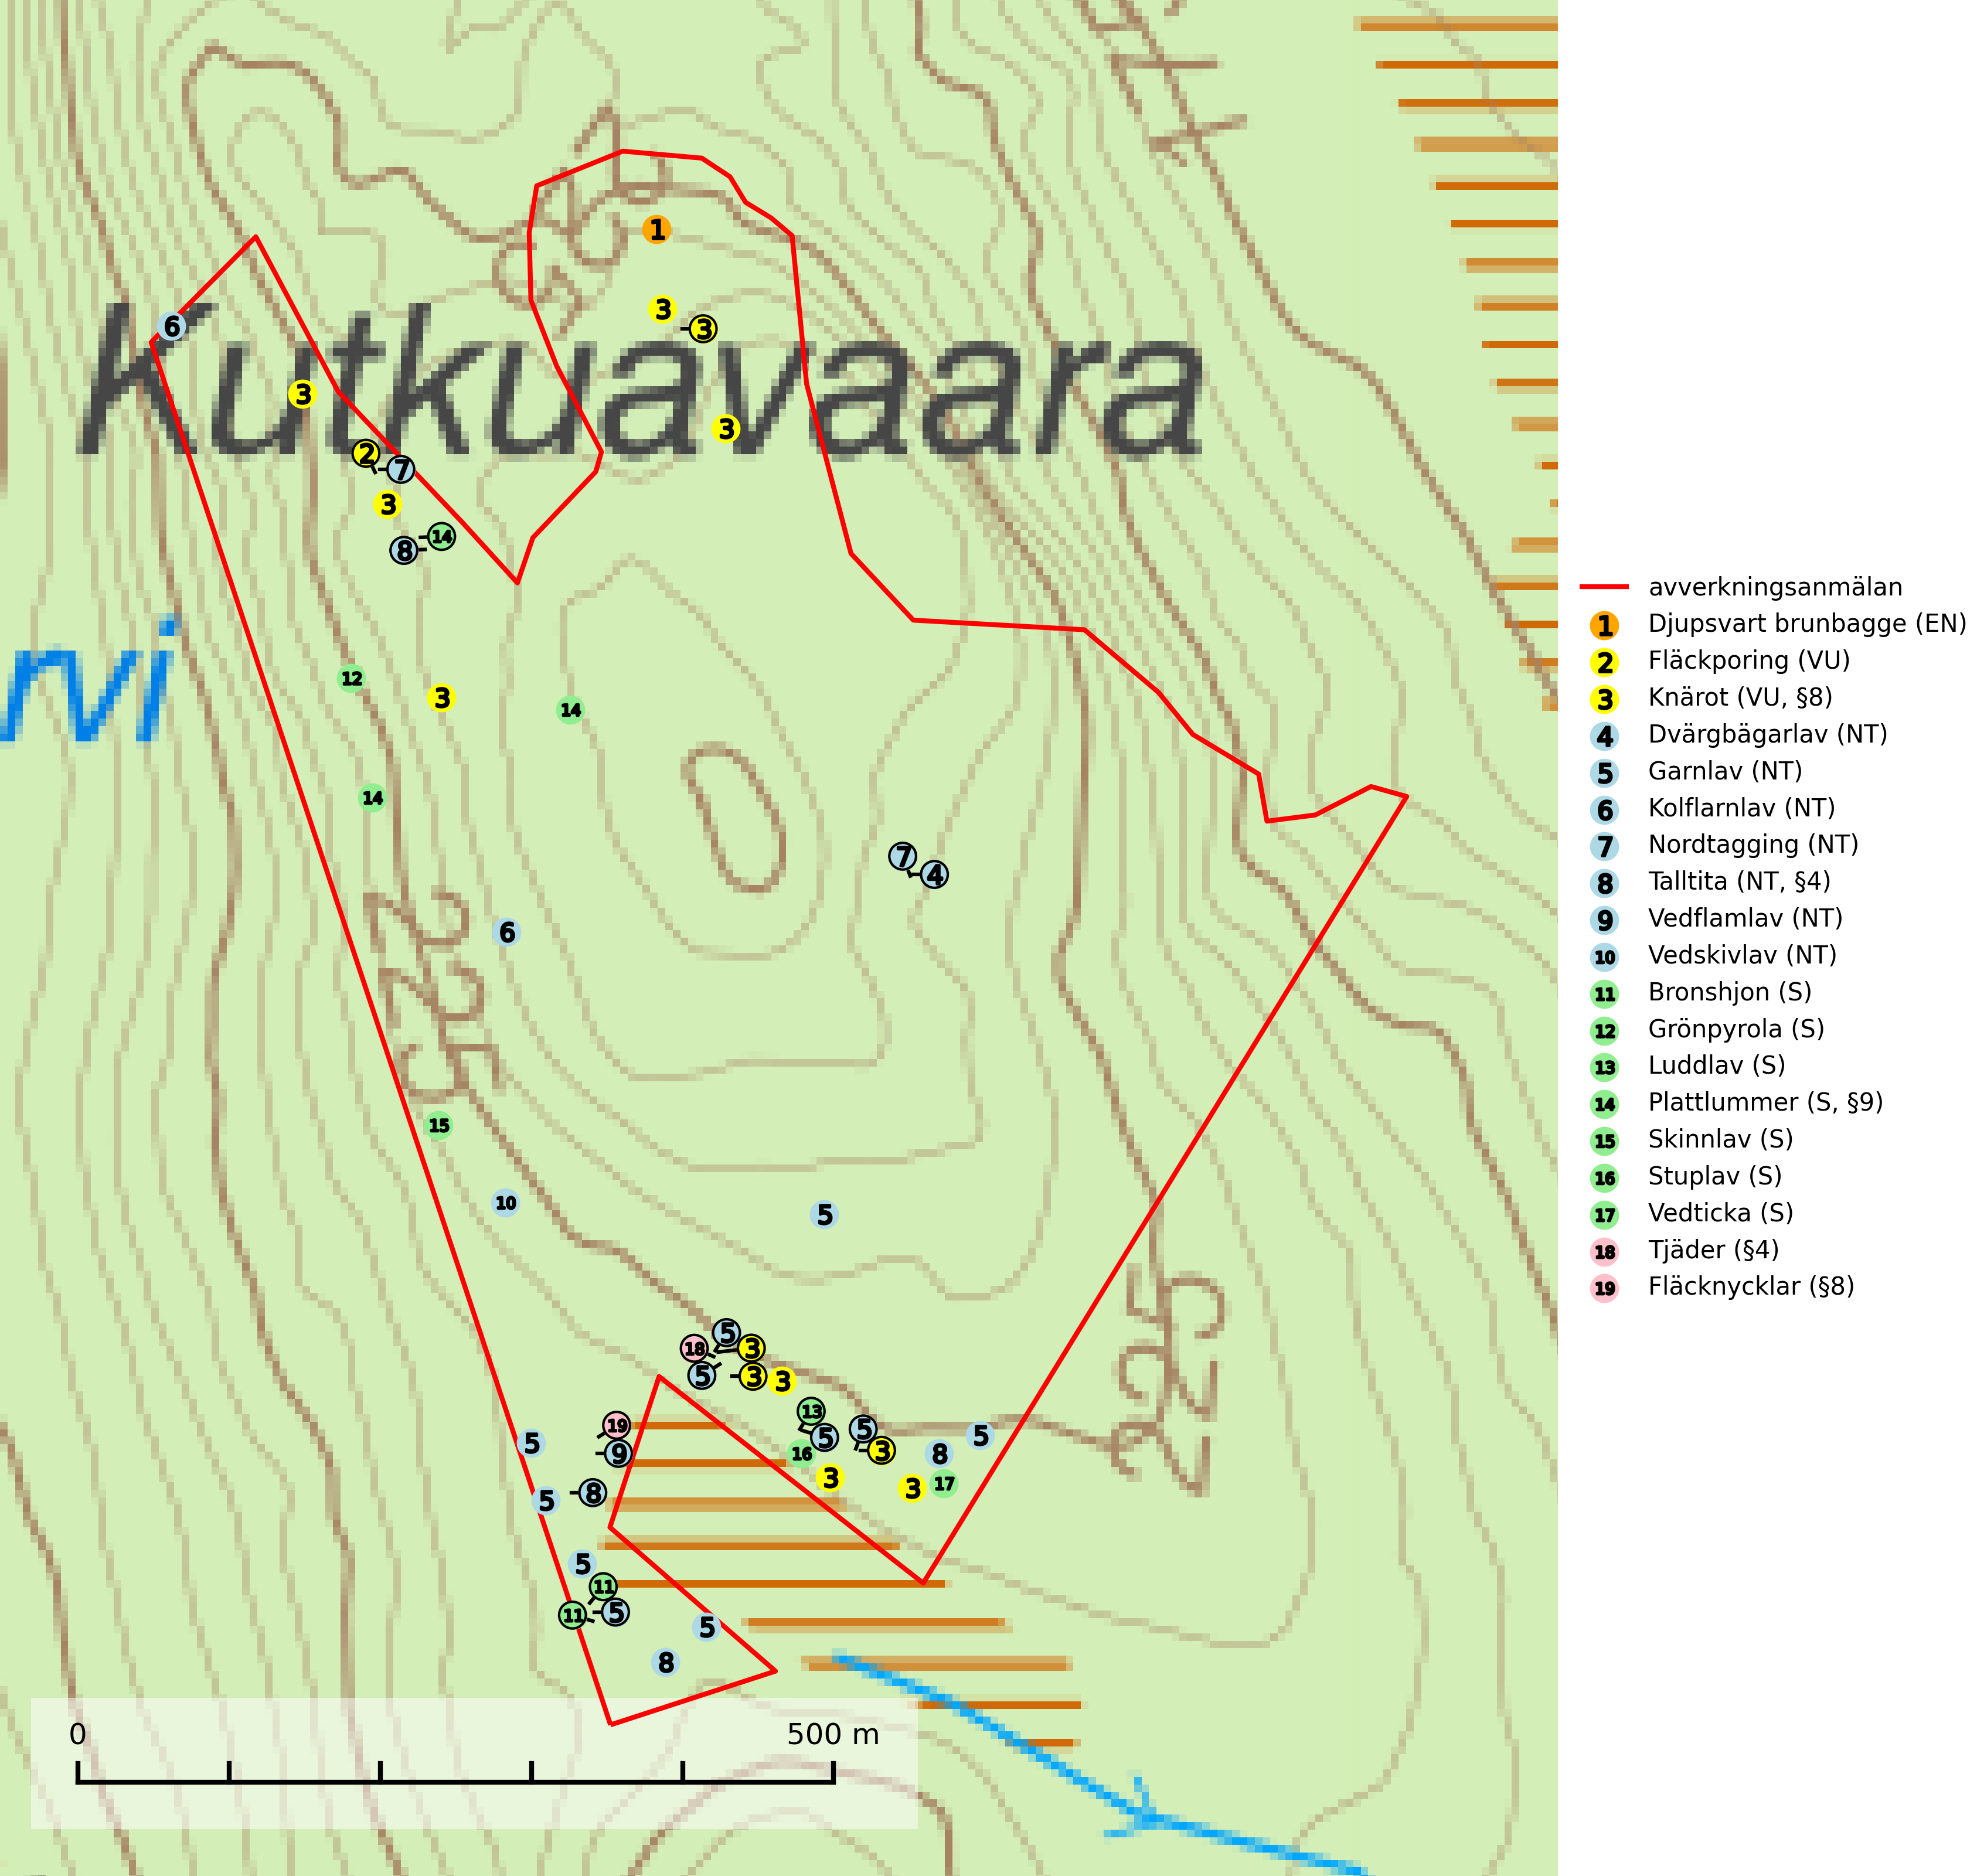 Kutkuavaara
rvi
1
3
3
6
3
3
2
7
3
14
8
12
3
14
14
7
4
6
15
10
5
5
18
3
5
3
3
13
19
5
5
3
5
5
9
16
8
3
3
17
8
5
5
11
11
5
5
8
0
500 m
avverkningsanmälan
1 Djupsvart brunbagge (EN)
2 Fläckporing (VU)
3 Knärot (VU, §8)
4 Dvärgbägarlav (NT)
5 Garnlav (NT)
6 Kolflarnlav (NT)
7 Nordtagging (NT)
8 Talltita (NT, §4)
9 Vedflamlav (NT)
10 Vedskivlav (NT)
11 Bronshjon (S)
12 Grönpyrola (S)
13 Luddlav (S)
14 Plattlummer (S, §9)
15 Skinnlav (S)
16 Stuplav (S)
17 Vedticka (S)
18 Tjäder (§4)
19 Fläcknycklar (§8)